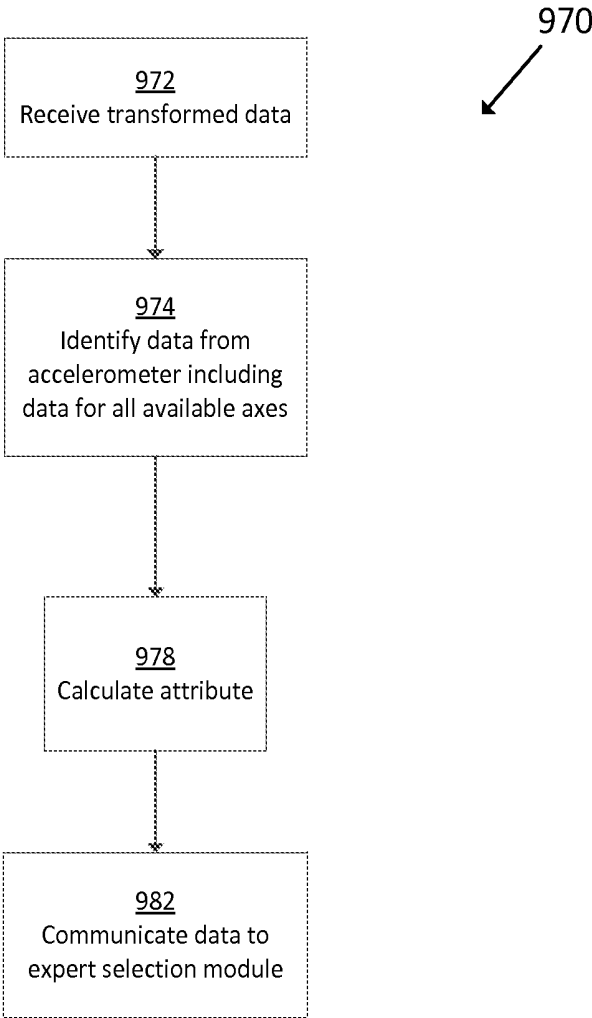 970
972
Receive transformed data
974
Identify data from
accelerometer including
data for all available axes
978
Calculate attribute
982
Communicate data to
expert selection module